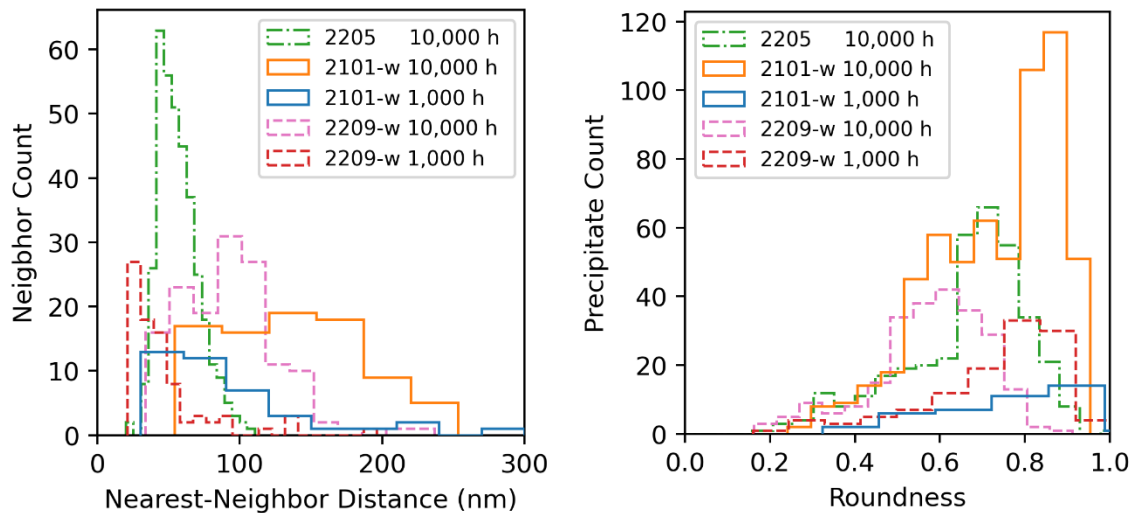 Neigbhor Count
60
50
40
30
20
10
0
0 100 200 300
Nearest-Neighbor Distance (nm)
2205 10,000 h
2101-w 10,000 h
2101-w 1,000 h
2209-w 10,000 h
2209-w 1,000 h
Precipitate Count
120
100
80
60
40
20
0
0.0 0.2 0.4 0.6 0.8 1.0
Roundness
2205 10,000 h
2101-w 10,000 h
2101-w 1,000 h
2209-w 10,000 h
2209-w 1,000 h